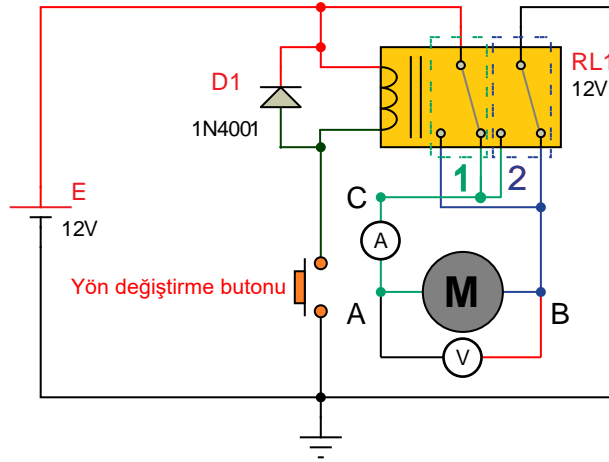 D1
1N4001
RL1
12V
E
12V
1
2
C
A
Yön değiştirme butonu
A
M
B
V